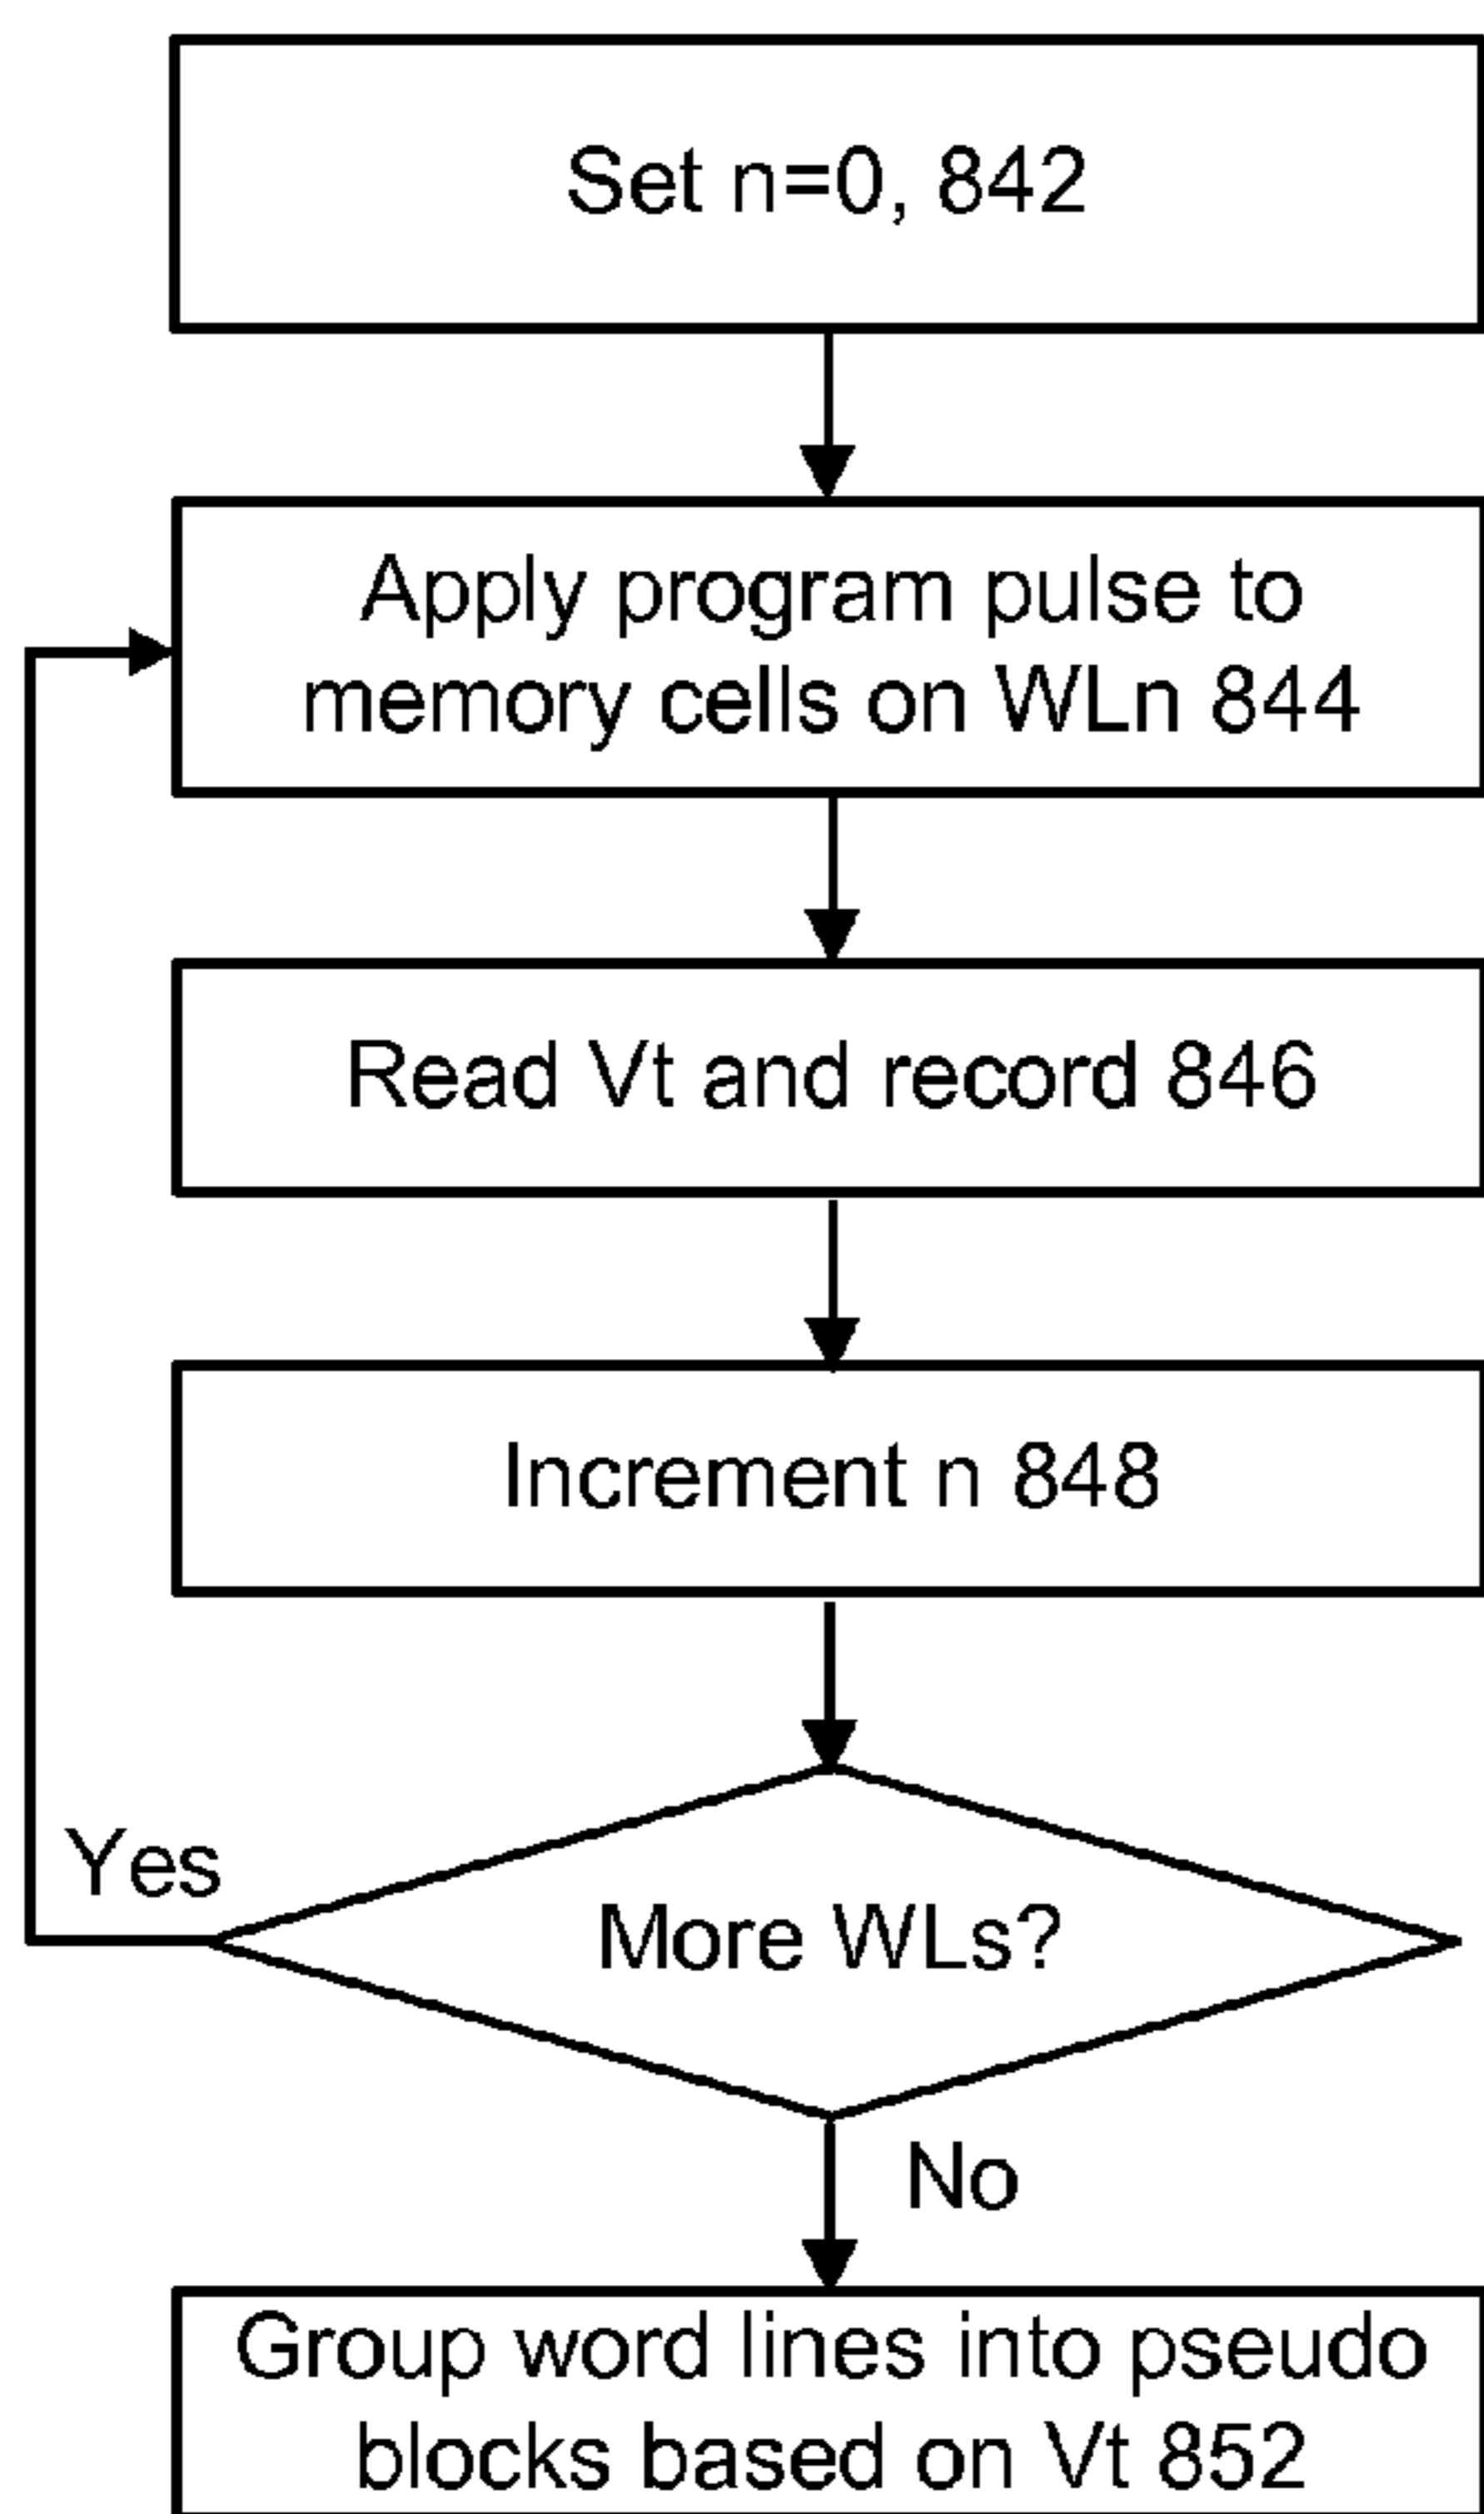 Set n=0, 842
Apply program pulse to
memory cells on WLn 844
Read Vt and record 846
Increment n 848
Yes
More WLs?
No
Group word lines into pseudo
blocks based on Vt 852